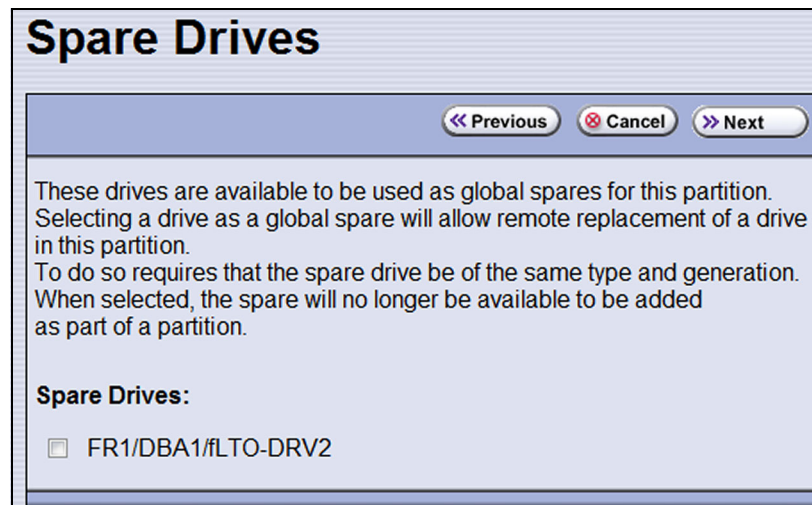 Spare Drives
Previous Cancel Next
These drives are available to be used as global spares for this partition.
Selecting a drive as a global spare will allow remote replacement of a drive
in this partition.
To do so requires that the spare drive be of the same type and generation.
When selected, the spare will no longer be available to be added
as part of a partition.
Spare Drives:
FR1/DBA1/fLTO-DRV2